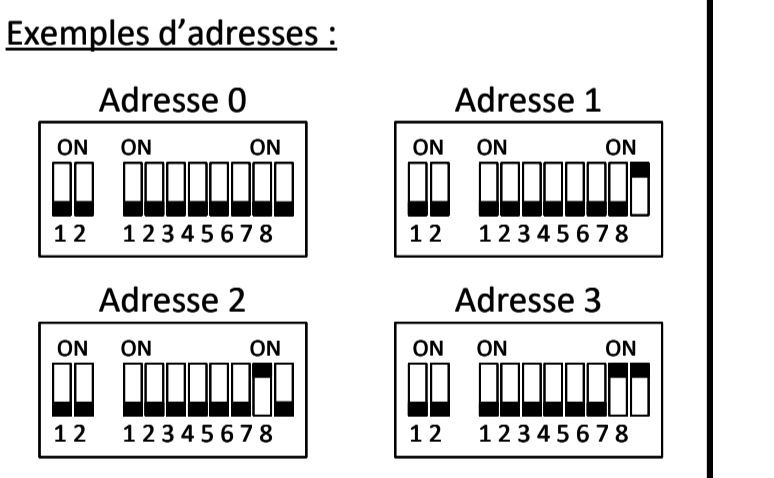 Exemples d’adresses :
Adresse 0
ON ON ON
1 2 1 2 3 4 5 6 7 8
Adresse 1
ON ON ON
1 2 1 2 3 4 5 6 7 8
Adresse 2
ON ON ON
1 2 1 2 3 4 5 6 7 8
Adresse 3
ON ON ON
1 2 1 2 3 4 5 6 7 8